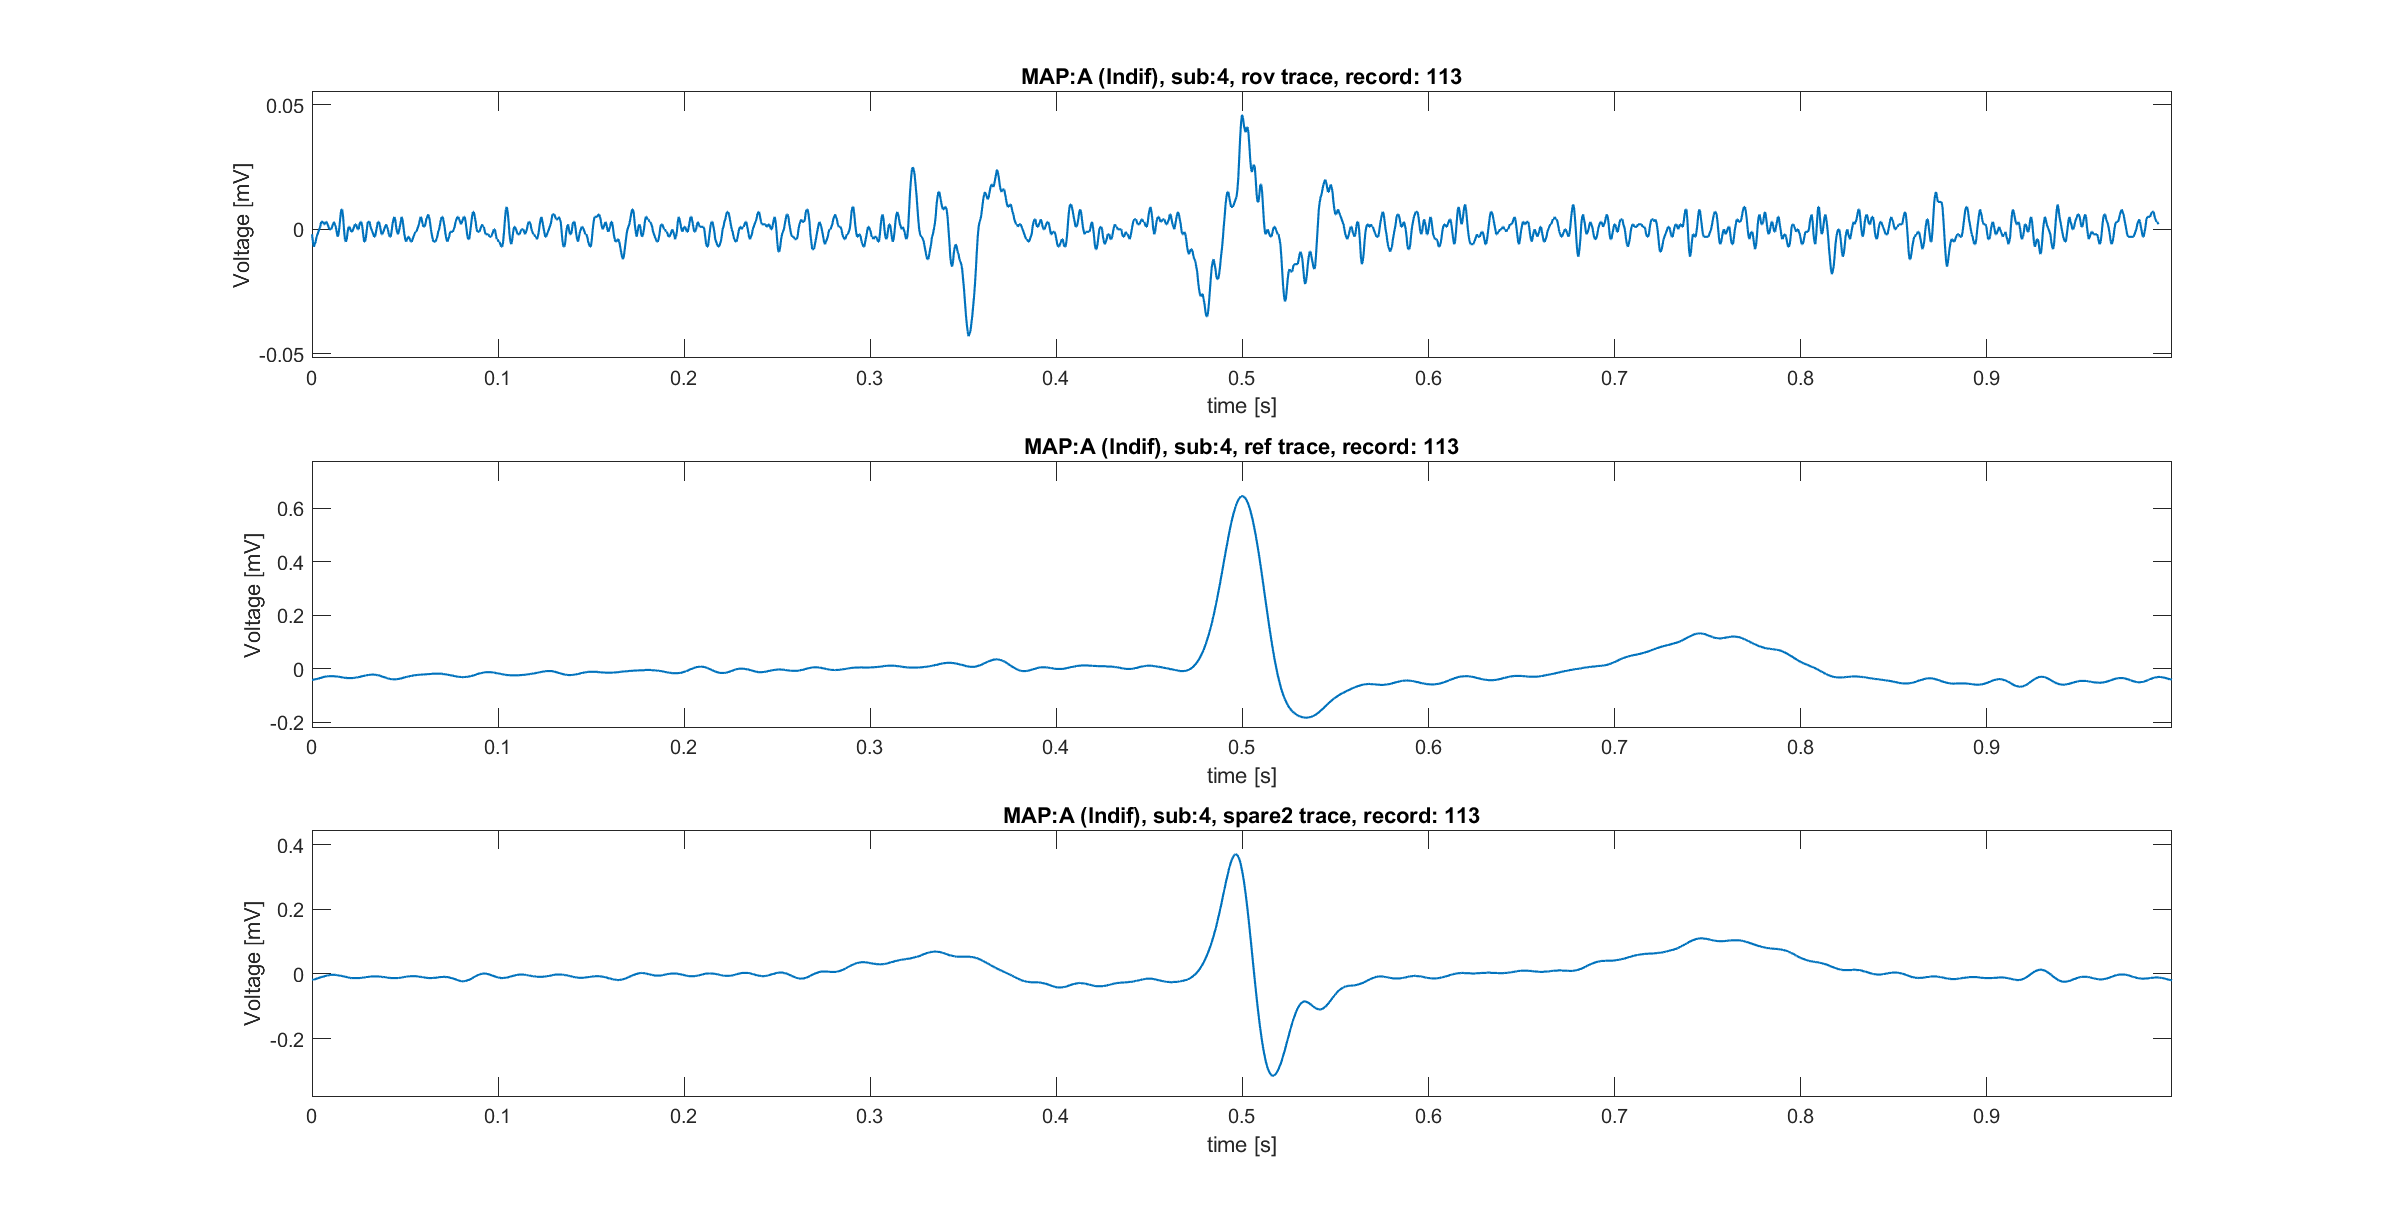 MAP:A (Indif), sub:4, rov trace, record: 113
0.05
0
-0.05
Voltage [mV]
0 0.1 0.2 0.3 0.4 0.5 0.6 0.7 0.8 0.9
time [s]
MAP:A (Indif), sub:4, ref trace, record: 113
0.6
0.4
0.2
0
-0.2
Voltage [mV]
0 0.1 0.2 0.3 0.4 0.5 0.6 0.7 0.8 0.9
time [s]
MAP:A (Indif), sub:4, spare2 trace, record: 113
0.4
0.2
0
-0.2
Voltage [mV]
0 0.1 0.2 0.3 0.4 0.5 0.6 0.7 0.8 0.9
time [s]